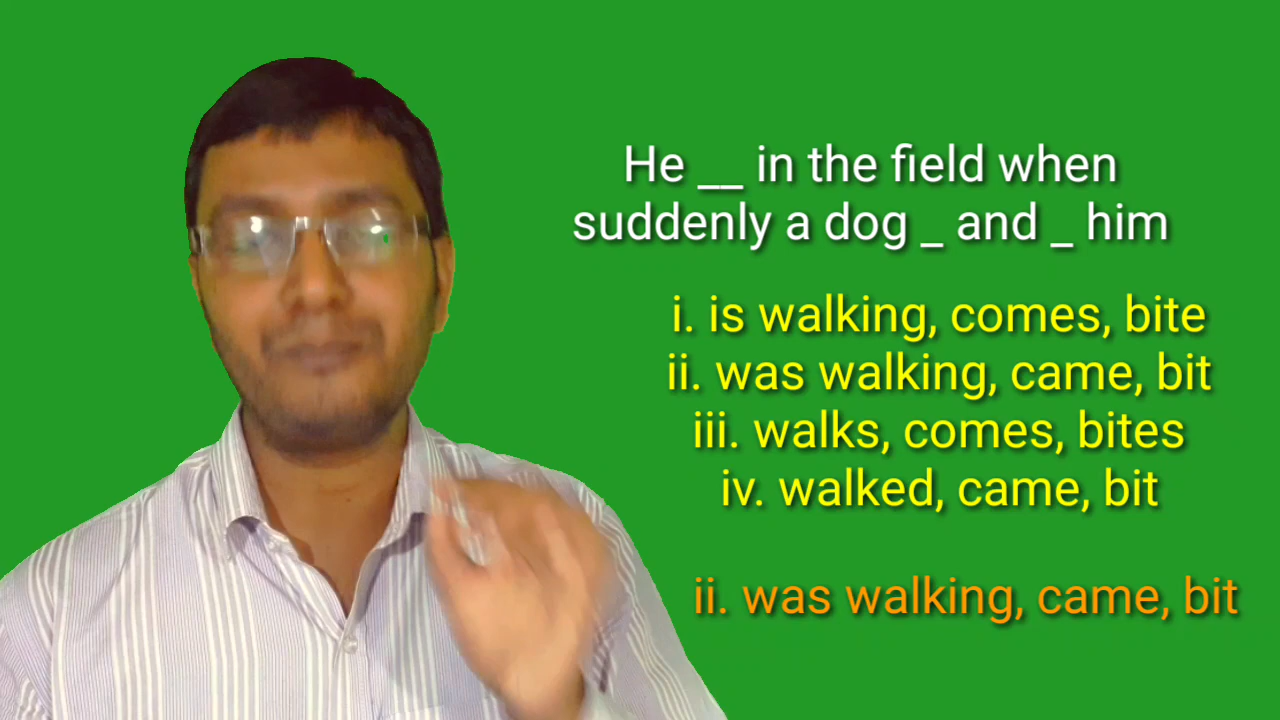 He __ in the field when
suddenly a dog _ and _ him
i. is walking, comes, bite
ii. was walking, came, bit
iii. walks, comes, bites
iv. walked, came, bit
ii. was walking, came, bit